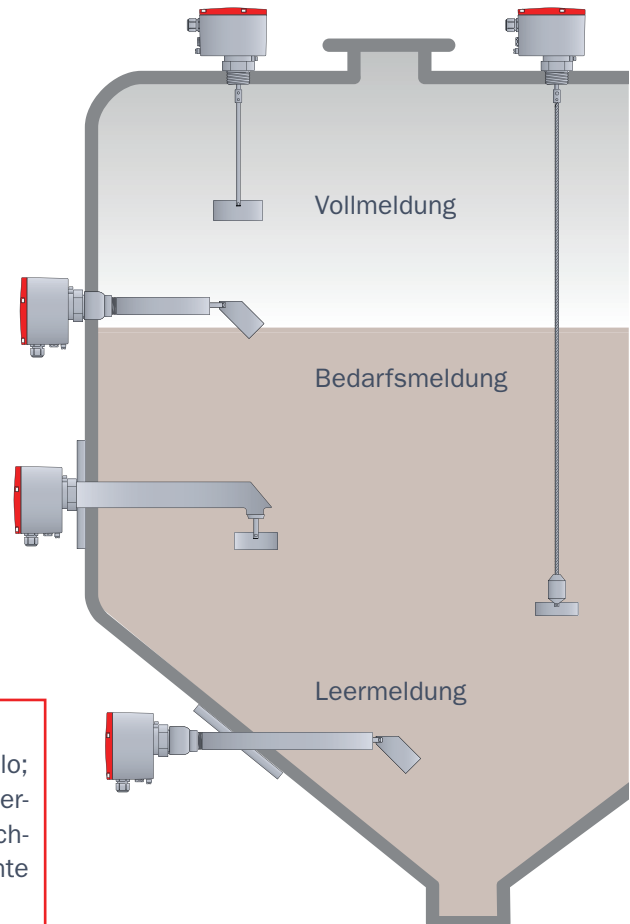 Vollmeldung
Bedarfsmeldung
Leermeldung
lo;
er-
ch-
nte